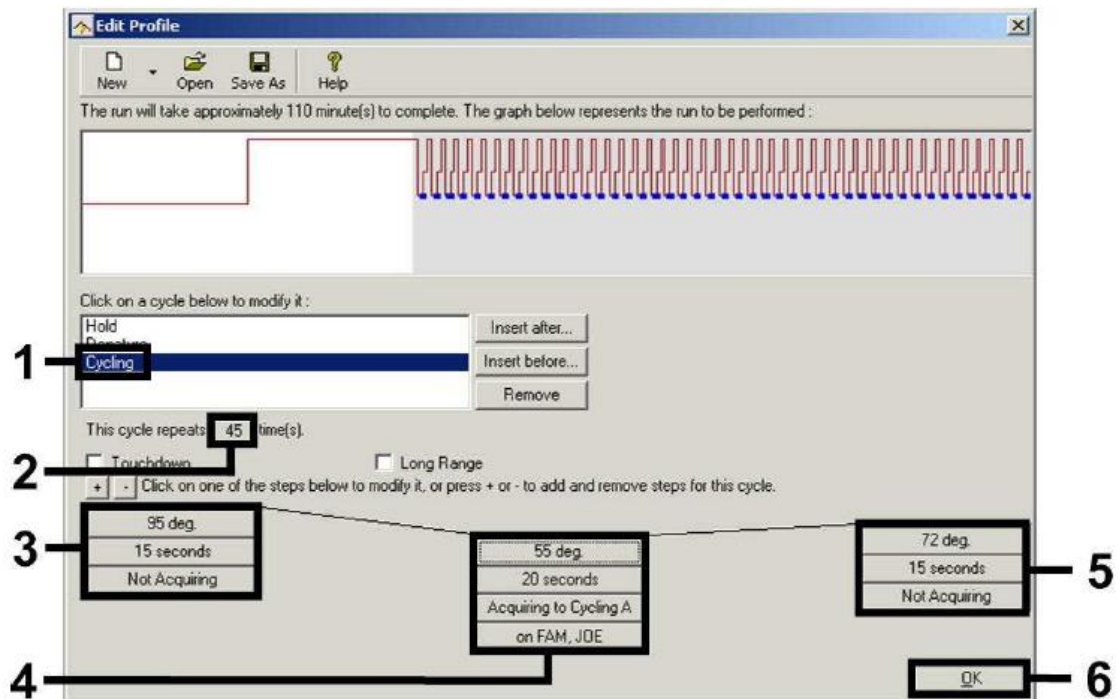 Edit Profile
New Open Save As Help
The run will take approximately 110 minute(s) to complete. The graph below represents the run to be performed :
Click on a cycle below to modify it :
Hold
Insert after...
Denature
1
Cycling
Insert before...
Remove
This cycle repeats 45 time(s).
2
Touchdown
Long Range
+ - Click on one of the steps below to modify it, or press + or - to add and remove steps for this cycle.
3
95 deg.
15 seconds
Not Acquiring
55 deg.
20 seconds
Acquiring to Cycling A
on FAM, JOE
72 deg.
15 seconds
Not Acquiring
5
4
OK
6